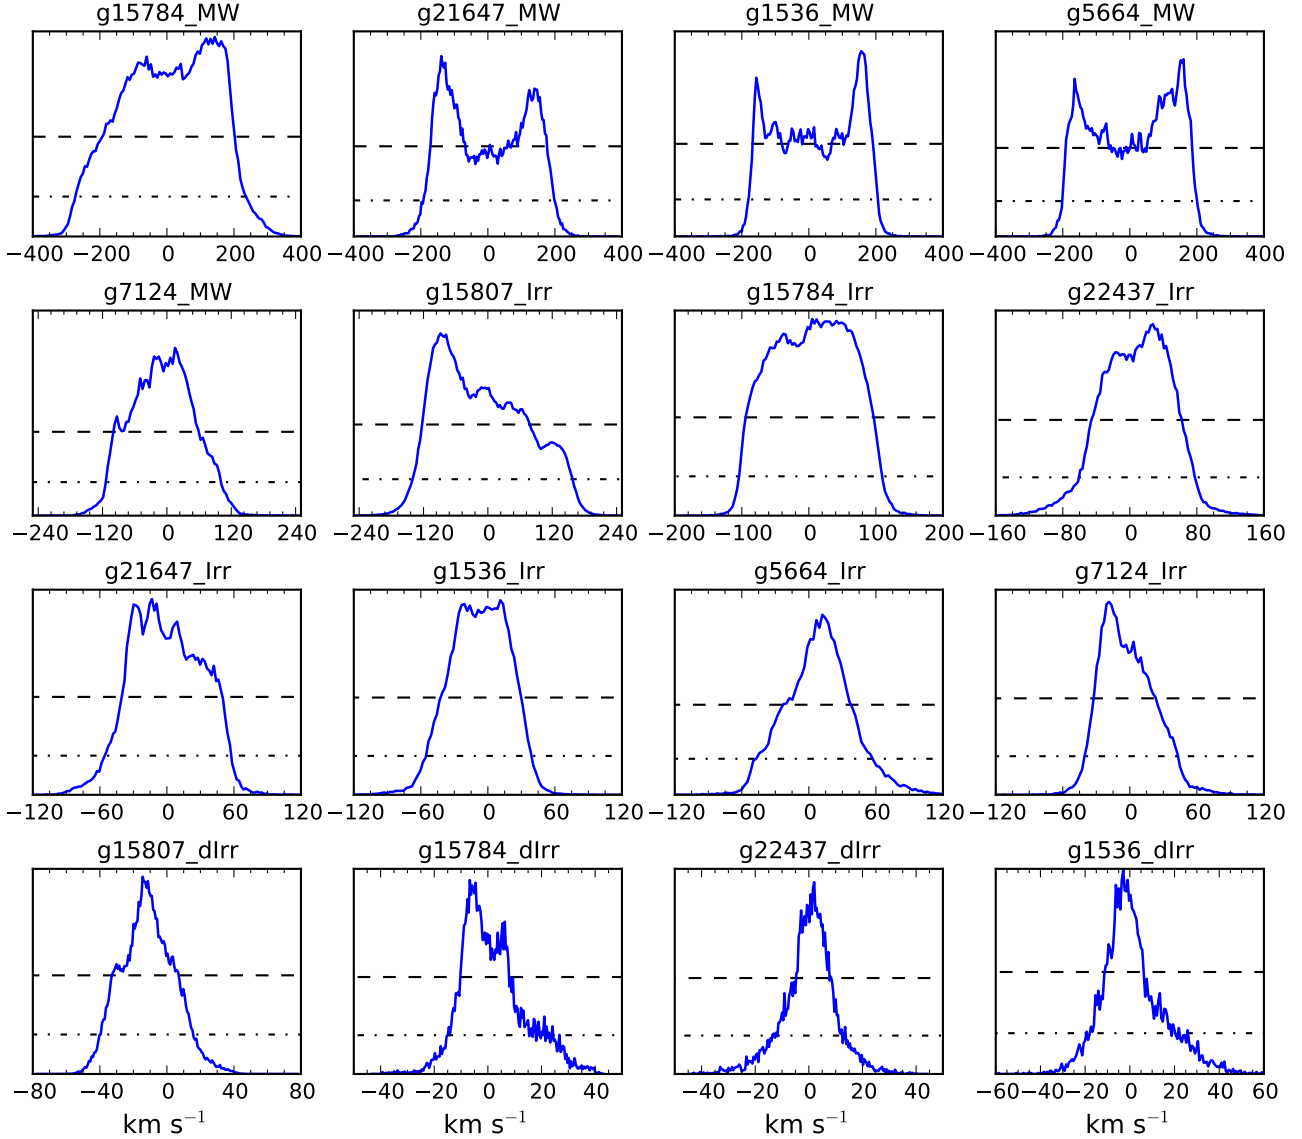 g15784_MW g21647_MW g1536_MW g5664_MW
−400 −200 0 200 400 −400 −200 0 200 400 −400 −200 0 200 400 −400 −200 0 200 400
g7124_MW g15807_Irr g15784_Irr g22437_Irr
−240 −120 0 120 240 −240 −120 0 120 240 −200 −100 0 100 200 −160 −80 0 80 160
g21647_Irr g1536_Irr g5664_Irr g7124_Irr
−120 −60 0 60 120 −120 −60 0 60 120 −120 −60 0 60 120 −120 −60 0 60 120
g15807_dIrr g15784_dIrr g22437_dIrr g1536_dIrr
−80 −40 0 40 80 −40 −20 0 20 40 −40 −20 0 20 40 −60 −40 −20 0 20 40 60
km s⁻¹ km s⁻¹ km s⁻¹ km s⁻¹